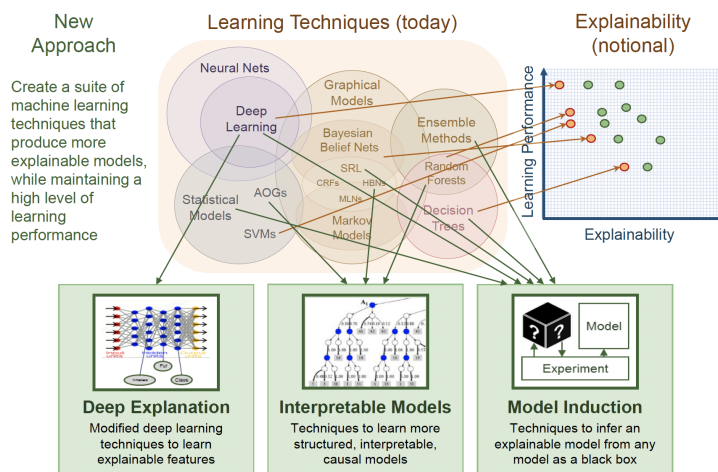 New
Approach
Create a suite of
machine learning
techniques that
produce more
explainable models,
while maintaining a
high level of
learning
performance
Learning Techniques (today)
Neural Nets
Deep
Learning
Graphical
Models
Bayesian
Belief Nets
Ensemble
Methods
SRL
Random
Forests
CRFs
HBNs
AOGs
MLNs
Statistical
Models
SVMs
Markov
Models
Decision
Trees
Explainability
(notional)
Learning Performance
Explainability
Deep Explanation
Modified deep learning
techniques to learn
explainable features
Interpretable Models
Techniques to learn more
structured, interpretable,
causal models
?
?
Model
Experiment
Model Induction
Techniques to infer an
explainable model from any
model as a black box